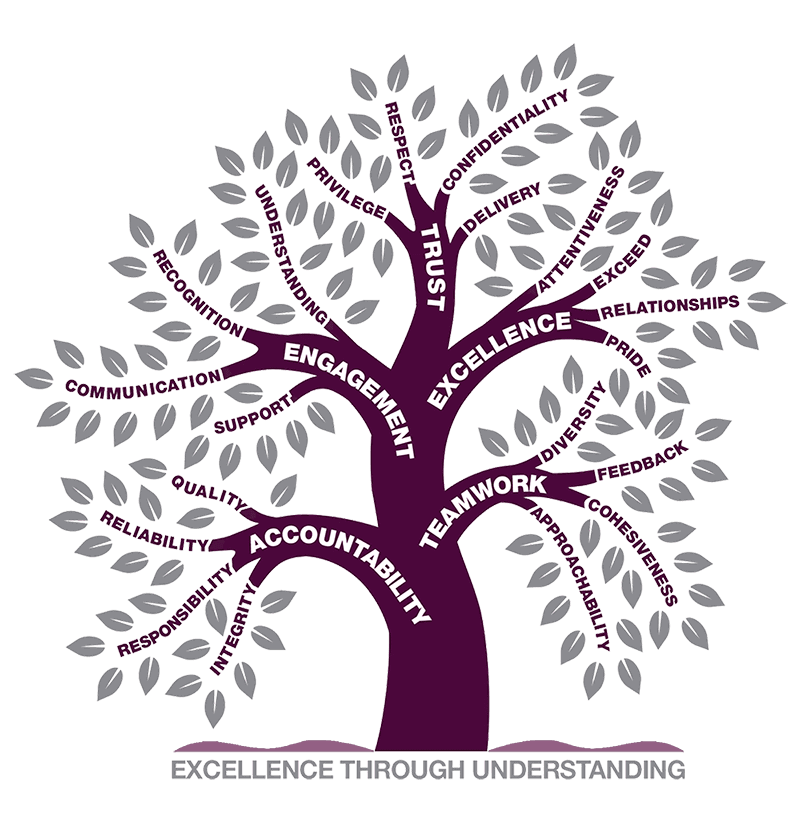 RESPECT
CONFIDENTIALITY
PRIVILEGE
DELIVERY
TRUST
UNDERSTANDING
RECOGNITION
COMMUNICATION
SUPPORT
ENGAGEMENT
ATTENTIVENESS
EXCEED
RELATIONSHIPS
PRIDE
EXCELLENCE
DIVERSITY
FEEDBACK
COHESIVENESS
APPROACHABILITY
TEAMWORK
QUALITY
RELIABILITY
RESPONSIBILITY
INTEGRITY
ACCOUNTABILITY
EXCELLENCE THROUGH UNDERSTANDING